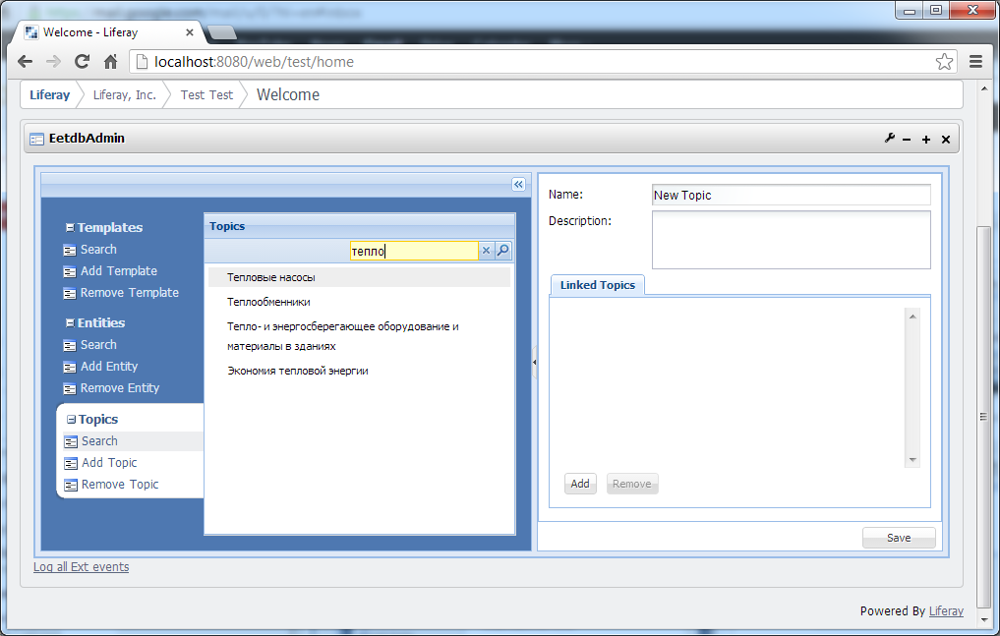 Welcome - Liferay
localhost:8080/web/test/home
Liferay Liferay, Inc. Test Test Welcome
EetdbAdmin
Templates
Search
Add Template
Remove Template
Entities
Search
Add Entity
Remove Entity
Topics
Search
Add Topic
Remove Topic
Topics
тепло
Тепловые насосы
Теплообменники
Тепло- и энергосберегающее оборудование и
материалы в зданиях
Экономия тепловой энергии
Name: New Topic
Description:
Linked Topics
Add Remove
Save
Log all Ext events
Powered By Liferay